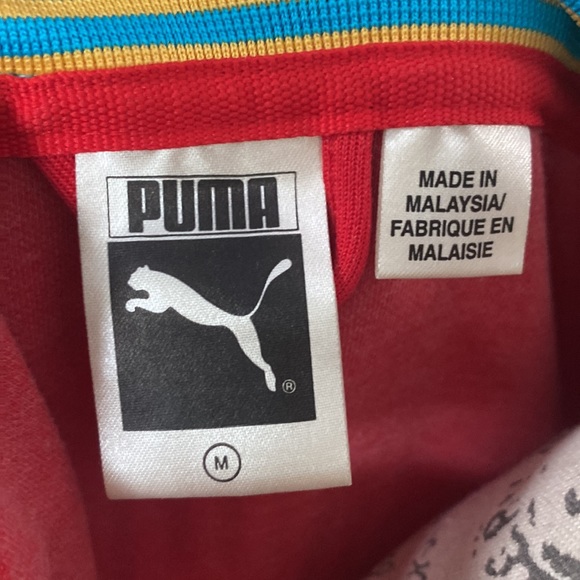 PUMA
®
M
MADE IN
MALAYSIA/
FABRIQUE EN
MALAISIE